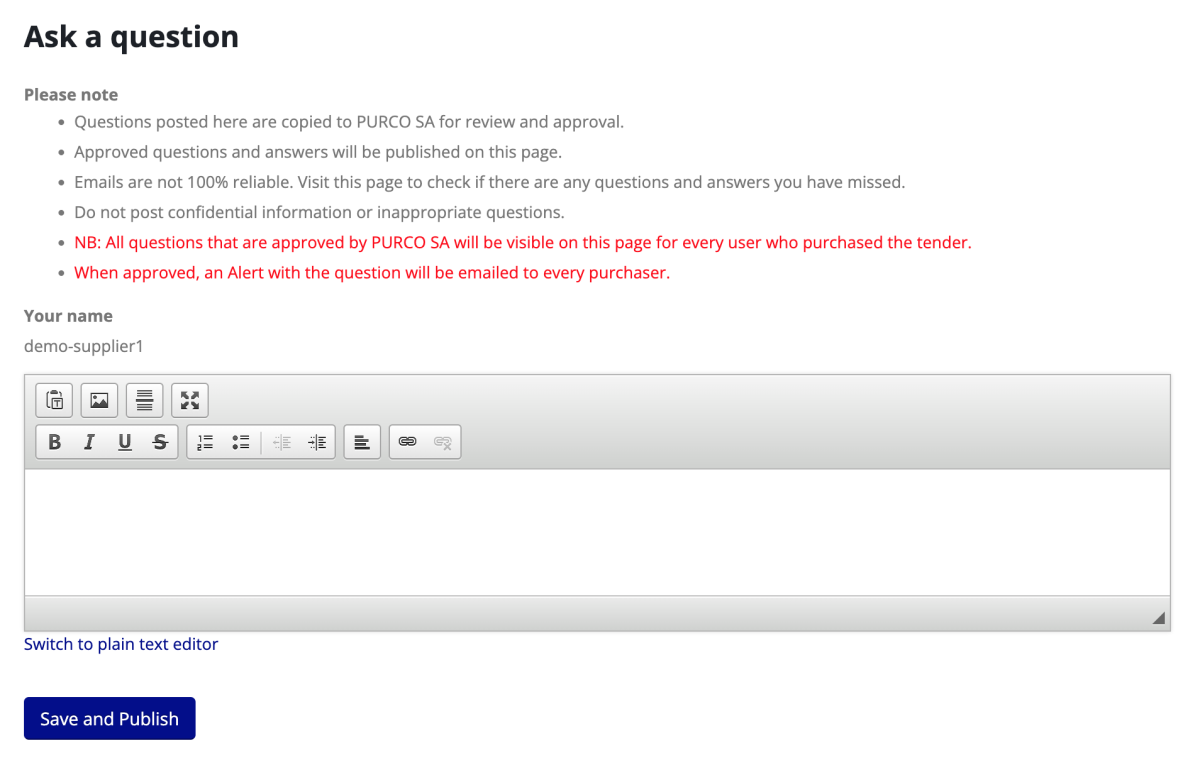 Ask a question
Please note
Questions posted here are copied to PURCO SA for review and approval.
Approved questions and answers will be published on this page.
Emails are not 100% reliable. Visit this page to check if there are any questions and answers you have missed.
Do not post confidential information or inappropriate questions.
NB: All questions that are approved by PURCO SA will be visible on this page for every user who purchased the tender.
When approved, an Alert with the question will be emailed to every purchaser.
Your name
demo-supplier1
B I U S
Switch to plain text editor
Save and Publish